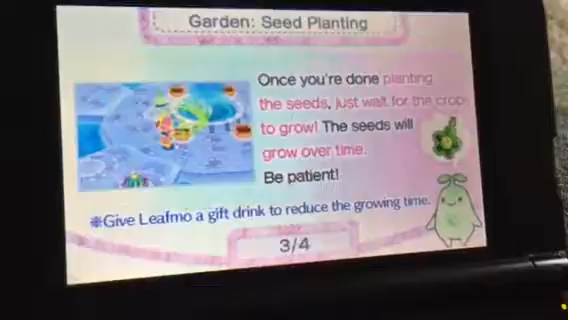 Garden: Seed Planting
Once you're done planting
the seeds, just wait for the crop
to grow! The seeds will
grow over time.
Be patient!
※Give Leafmo a gift drink to reduce the growing time.
3/4